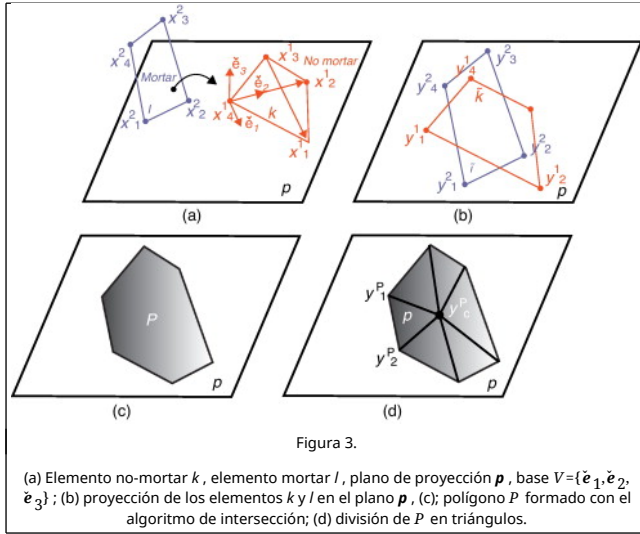 x²₃
x²₄
Mortar
l
x²₁
x²₂
ě₃
ě₂
ě₁
x¹₃
No mortar
x¹₂
x¹₄
k
x¹₁
p
(a)
y²₃
y¹₄
y²₄
k̄
y¹₁
y²₂
ī
y²₁
y¹₂
p
(b)
P
p
(c)
yᴾ₁
yᴾc
p
yᴾ₂
p
(d)
Figura 3.
(a) Elemento no-mortar k , elemento mortar l , plano de proyección p , base V={ě₁,ě₂,
ě₃} ; (b) proyección de los elementos k y l en el plano p , (c); polígono P formado con el
algoritmo de intersección; (d) división de P en triángulos.